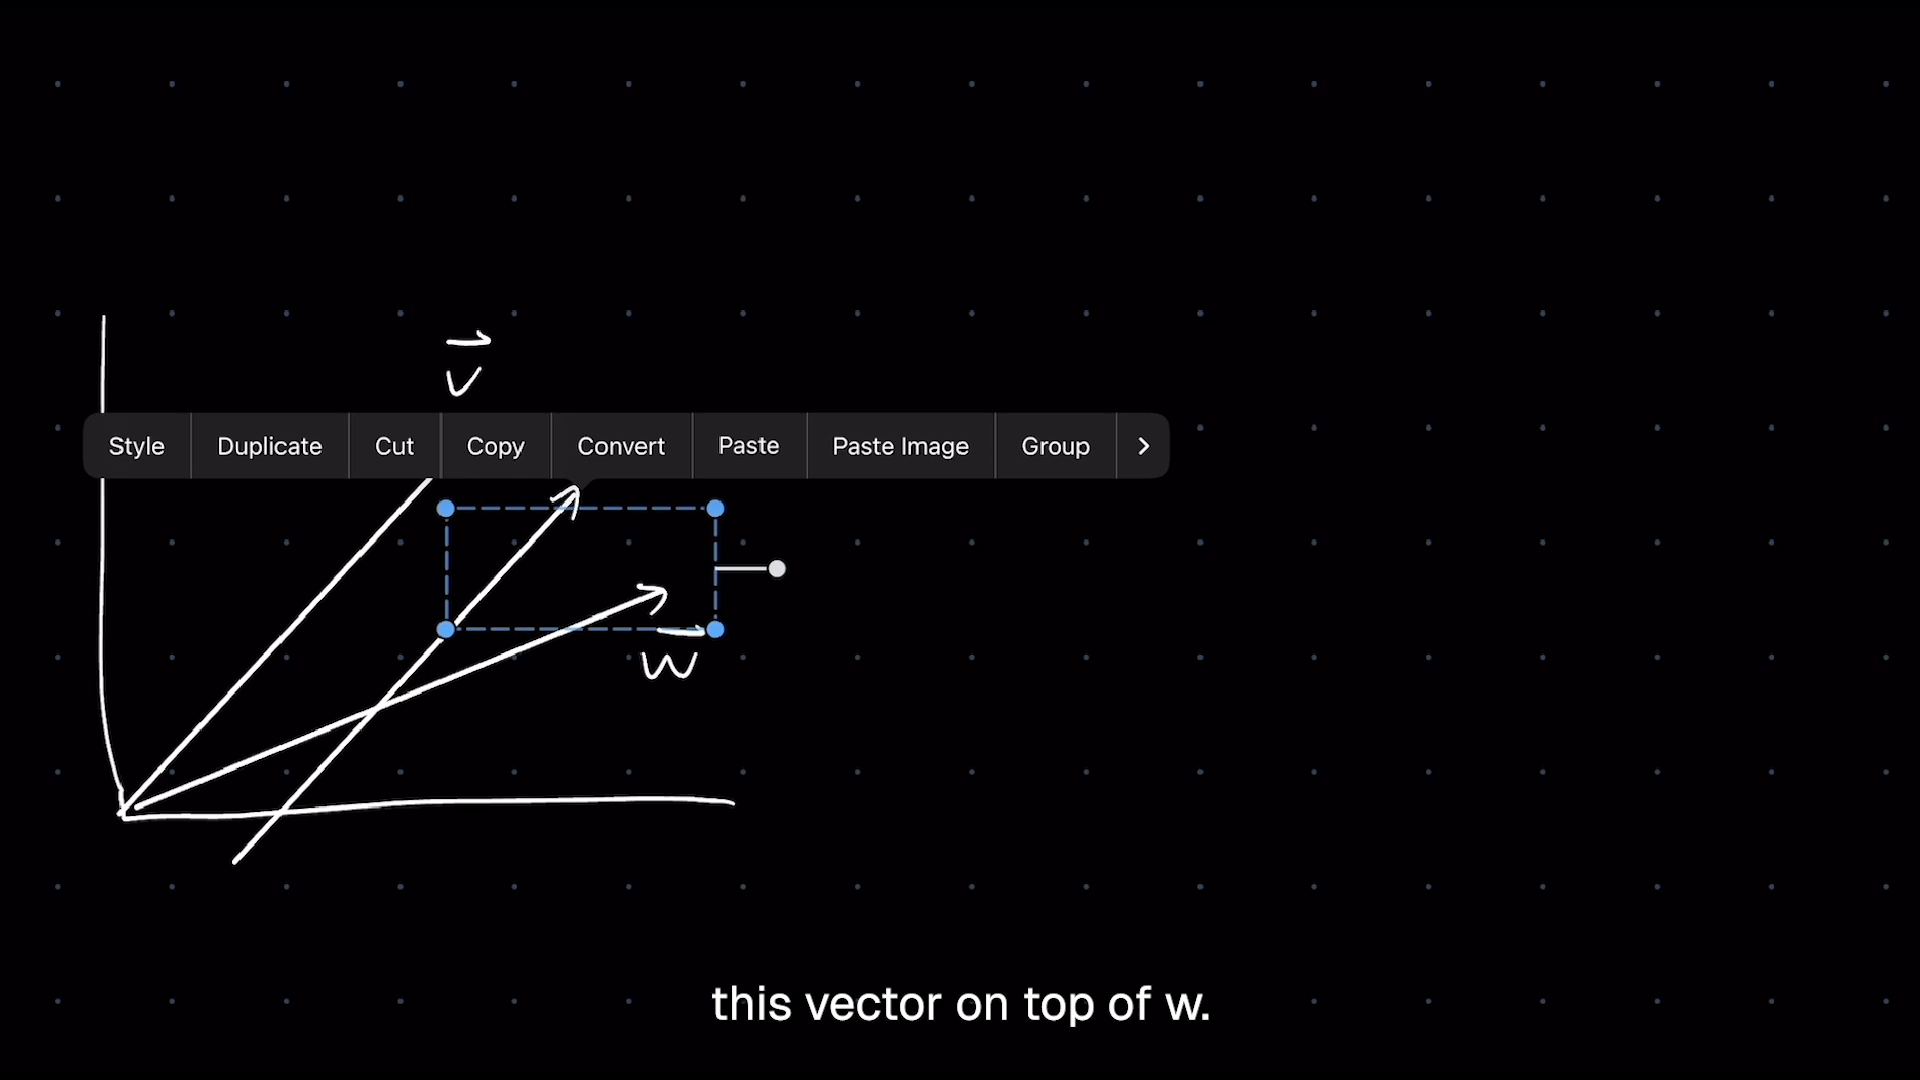 v
Style Duplicate Cut Copy Convert Paste Paste Image Group
w
this vector on top of w.